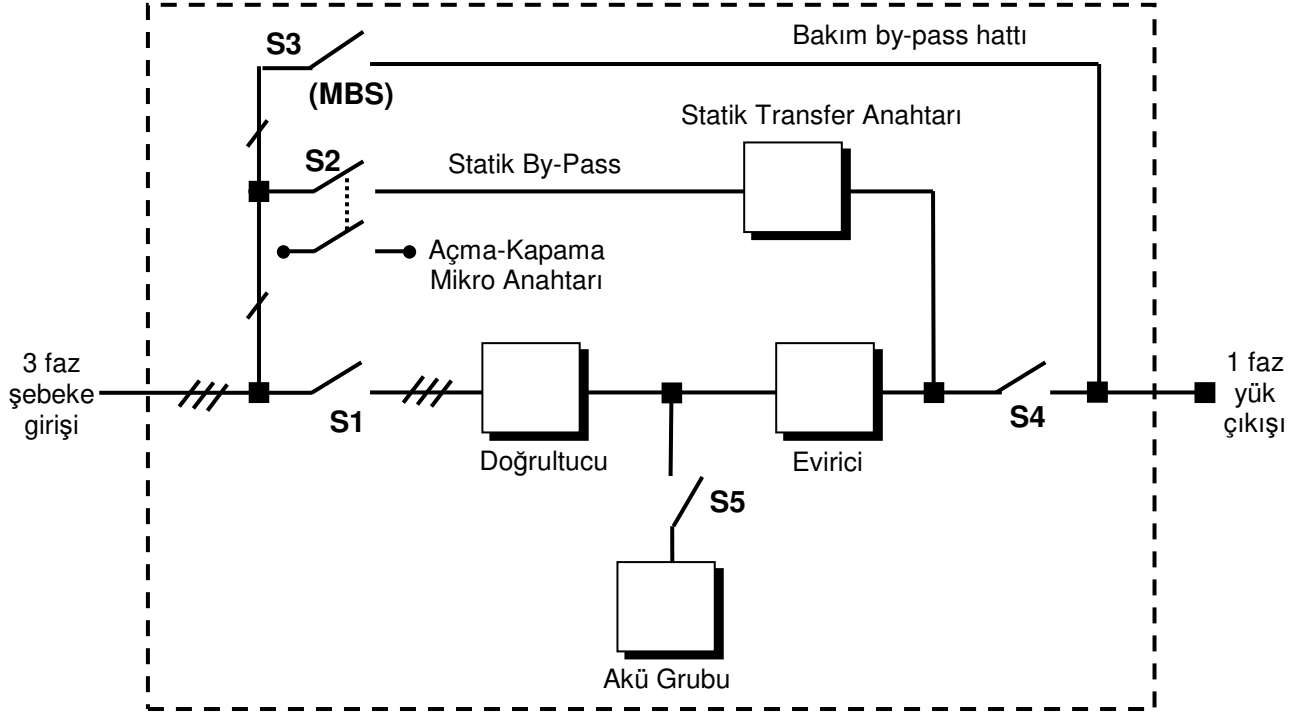 Bakım by-pass hattı
S3
(MBS)
Statik Transfer Anahtarı
S2
Statik By-Pass
Açma-Kapama
Mikro Anahtarı
3 faz
şebeke
girişi
S1
Doğrultucu
Evirici
S4
1 faz
yük
çıkışı
S5
Akü Grubu